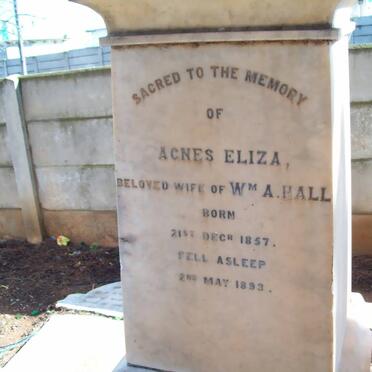 SACRED TO THE MEMORY
OF
AGNES ELIZA,
BELOVED WIFE OF WM A. HALL
BORN
21ST DECR 1857.
FELL ASLEEP
2ND MAY 1893.